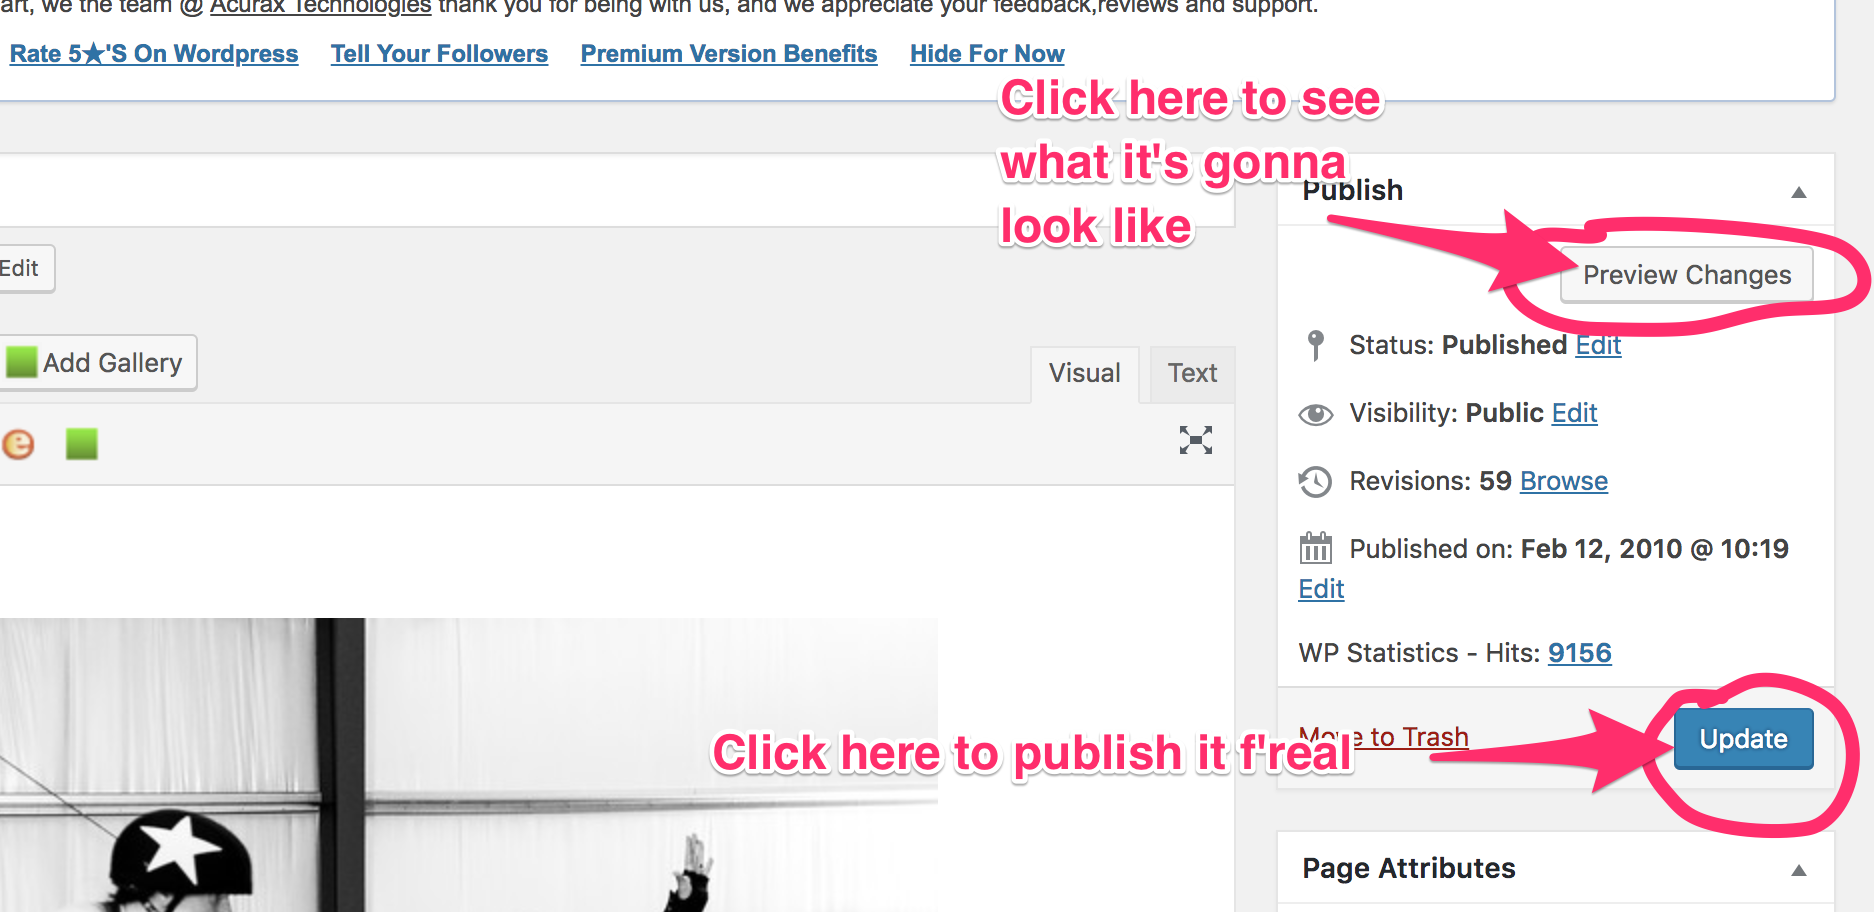 art, we the team @ Acurax Technologies thank you for being with us, and we appreciate your feedback,reviews and support.
Rate 5★'S On Wordpress Tell Your Followers Premium Version Benefits Hide For Now
Click here to see
what it's gonna
look like
Publish
Edit
Preview Changes
Add Gallery
Visual Text
e
Status: Published Edit
Visibility: Public Edit
Revisions: 59 Browse
Published on: Feb 12, 2010 @ 10:19
Edit
WP Statistics - Hits: 9156
Click here to publish it f'real
Move to Trash
Update
Page Attributes